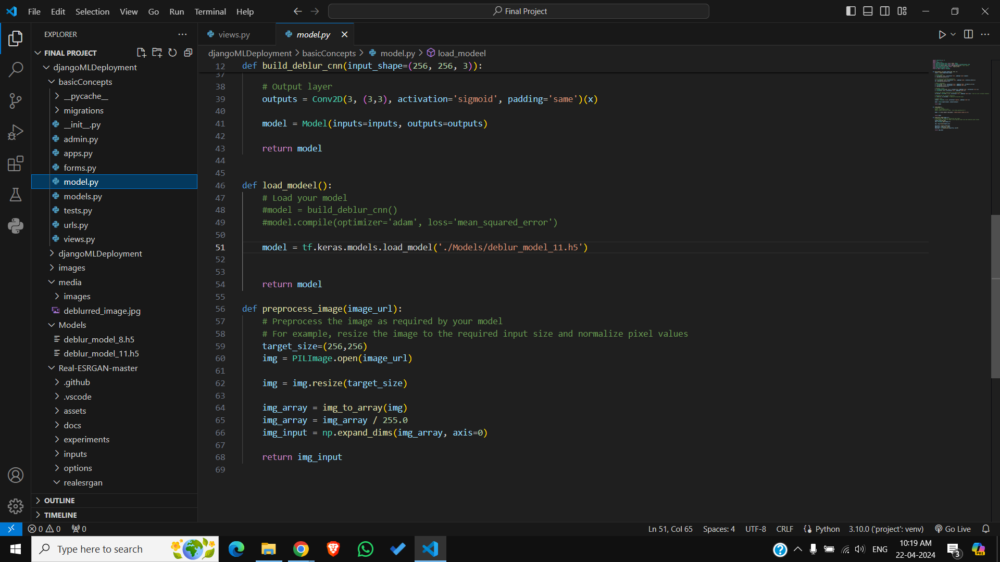 File Edit Selection View Go Run Terminal Help
Final Project
EXPLORER
FINAL PROJECT
djangoMLDeployment
basicConcepts
__pycache__
migrations
__init__.py
admin.py
apps.py
forms.py
model.py
models.py
tests.py
urls.py
views.py
djangoMLDeployment
images
media
images
deblurred_image.jpg
Models
deblur_model_8.h5
deblur_model_11.h5
Real-ESRGAN-master
.github
.vscode
assets
docs
experiments
inputs
options
realesrgan
OUTLINE
TIMELINE
views.py model.py
djangoMLDeployment > basicConcepts > model.py > load_modeel
12 def build_deblur_cnn(input_shape=(256, 256, 3)):
37
38 # Output layer
39 outputs = Conv2D(3, (3,3), activation='sigmoid', padding='same')(x)
40
41 model = Model(inputs=inputs, outputs=outputs)
42
43 return model
44
45
46 def load_modeel():
47 # Load your model
48 #model = build_deblur_cnn()
49 #model.compile(optimizer='adam', loss='mean_squared_error')
50
51 model = tf.keras.models.load_model('./Models/deblur_model_11.h5')
52
53
54 return model
55
56 def preprocess_image(image_url):
57 # Preprocess the image as required by your model
58 # For example, resize the image to the required input size and normalize pixel values
59 target_size=(256,256)
60 img = PILImage.open(image_url)
61
62 img = img.resize(target_size)
63
64 img_array = img_to_array(img)
65 img_array = img_array / 255.0
66 img_input = np.expand_dims(img_array, axis=0)
67
68 return img_input
69
0 0 0
Ln 51, Col 65 Spaces: 4 UTF-8 CRLF Python 3.10.0 ('project': venv) Go Live
Type here to search
ENG
10:19 AM
22-04-2024
3
PRE